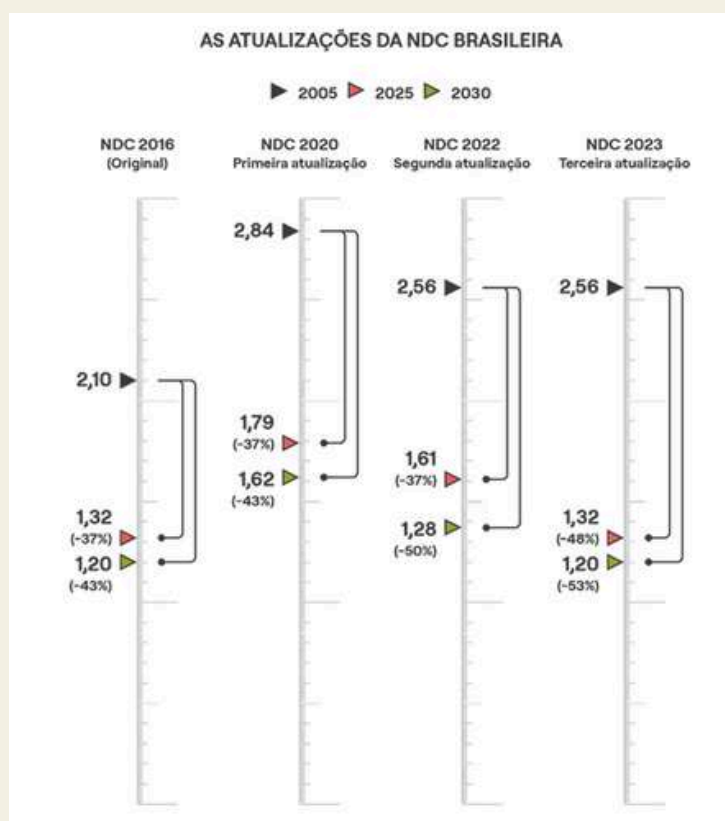 AS ATUALIZAÇÕES DA NDC BRASILEIRA
2005 2025 2030
NDC 2016
(Original)
2,10
1,32
(-37%)
1,20
(-43%)
NDC 2020
Primeira atualização
2,84
1,79
(-37%)
1,62
(-43%)
NDC 2022
Segunda atualização
2,56
1,61
(-37%)
1,28
(-50%)
NDC 2023
Terceira atualização
2,56
1,32
(-48%)
1,20
(-53%)